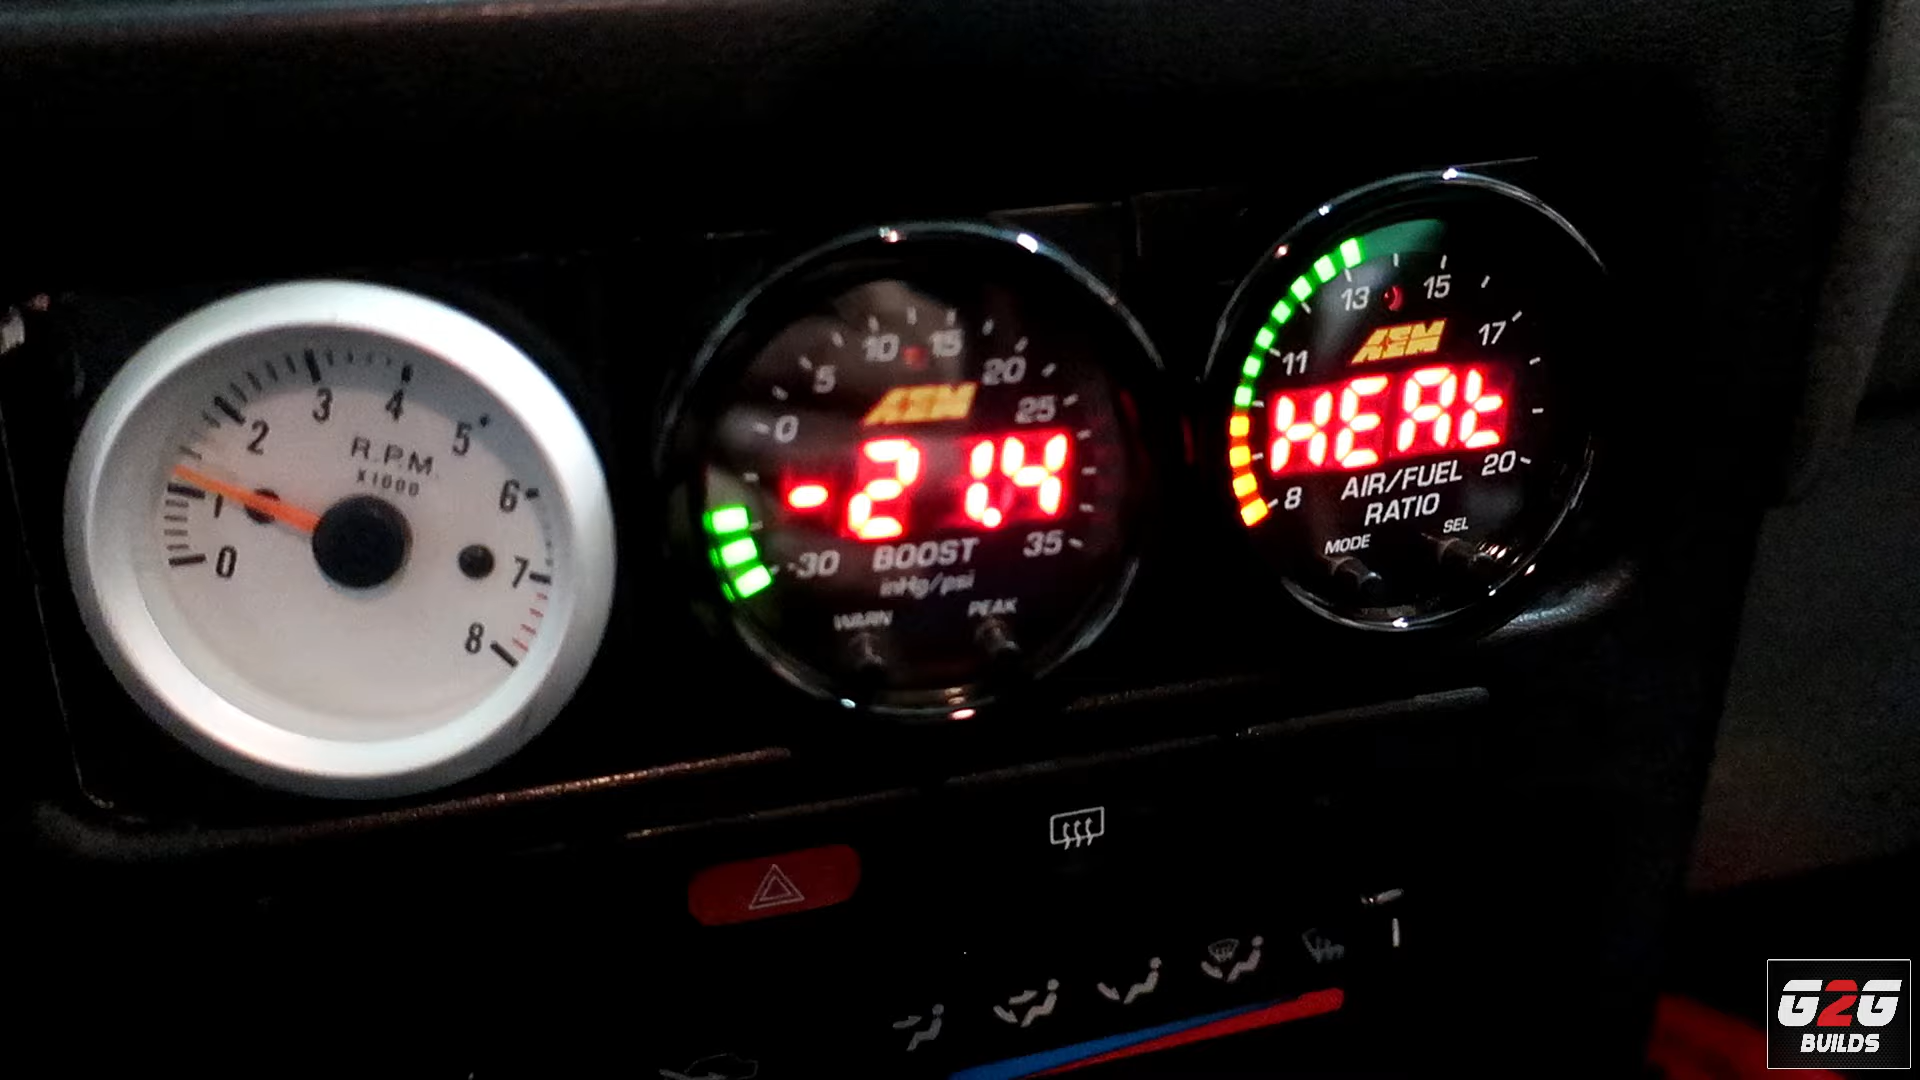 0
1
2
3
4
5
6
7
8
R.P.M.
X1000
-30
0
5
10
15
20
25
35
AEM
-21.4
BOOST
inHg/psi
WARN
PEAK
8
11
13
15
17
20
AEM
HEAt
AIR/FUEL
RATIO
MODE
SEL
G2G
BUILDS